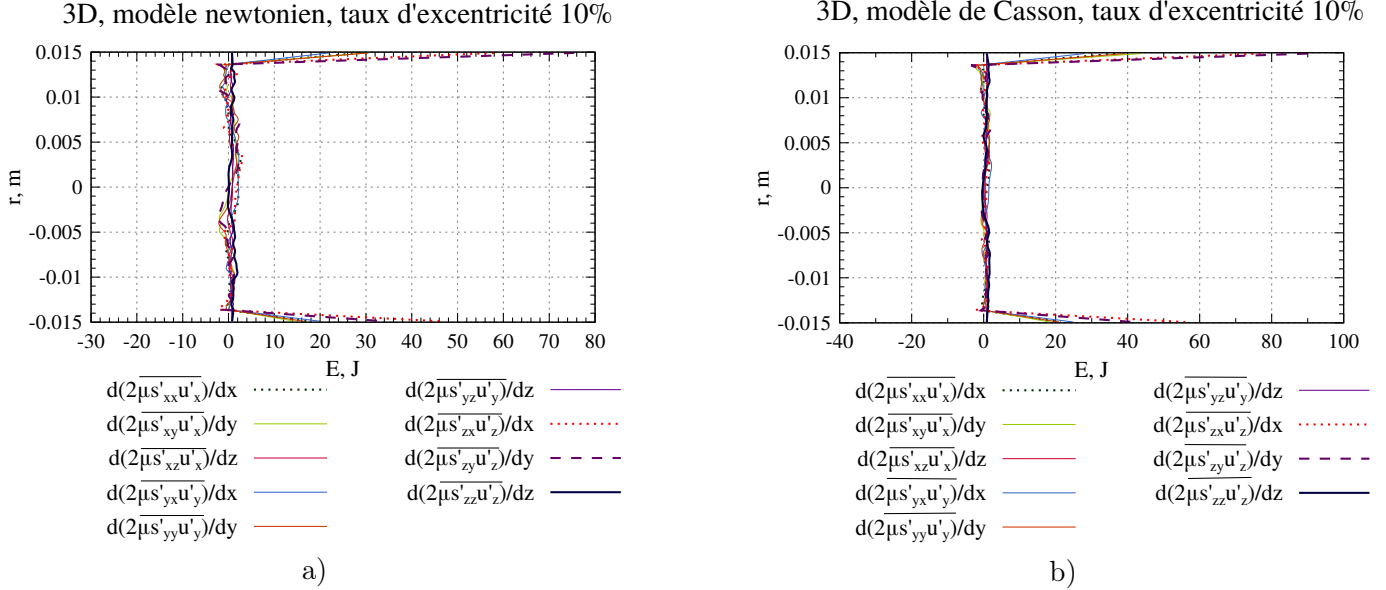 3D, modèle newtonien, taux d'excentricité 10%
0.015
0.01
0.005
0
-0.005
-0.01
-0.015
r, m
-30 -20 -10 0 10 20 30 40 50 60 70 80
E, J
d(2μs'xxu'x)/dx
d(2μs'xyu'x)/dy
d(2μs'xzu'x)/dz
d(2μs'yxu'y)/dx
d(2μs'yyu'y)/dy
d(2μs'yzu'y)/dz
d(2μs'zxu'z)/dx
d(2μs'zyu'z)/dy
d(2μs'zzu'z)/dz
a)
3D, modèle de Casson, taux d'excentricité 10%
0.015
0.01
0.005
0
-0.005
-0.01
-0.015
r, m
-40 -20 0 20 40 60 80 100
E, J
d(2μs'xxu'x)/dx
d(2μs'xyu'x)/dy
d(2μs'xzu'x)/dz
d(2μs'yxu'y)/dx
d(2μs'yyu'y)/dy
d(2μs'yzu'y)/dz
d(2μs'zxu'z)/dx
d(2μs'zyu'z)/dy
d(2μs'zzu'z)/dz
b)